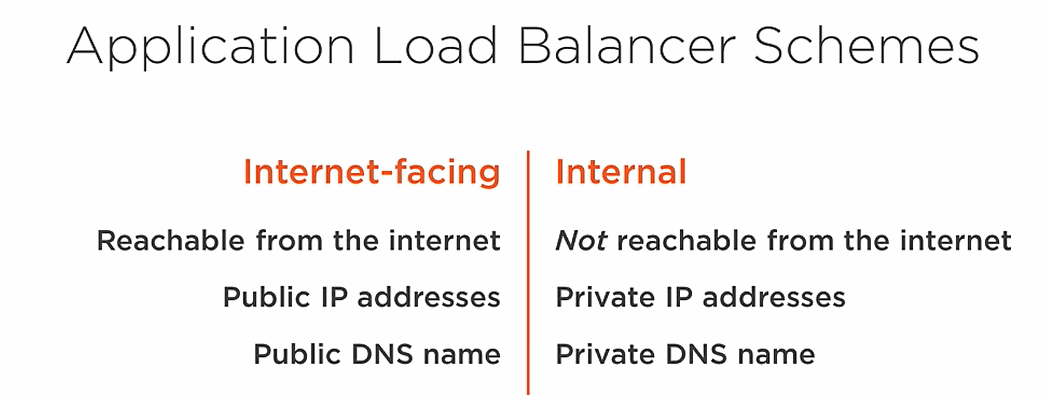 Application Load Balancer Schemes
Internet-facing
Reachable from the internet
Public IP addresses
Public DNS name
Internal
Not reachable from the internet
Private IP addresses
Private DNS name